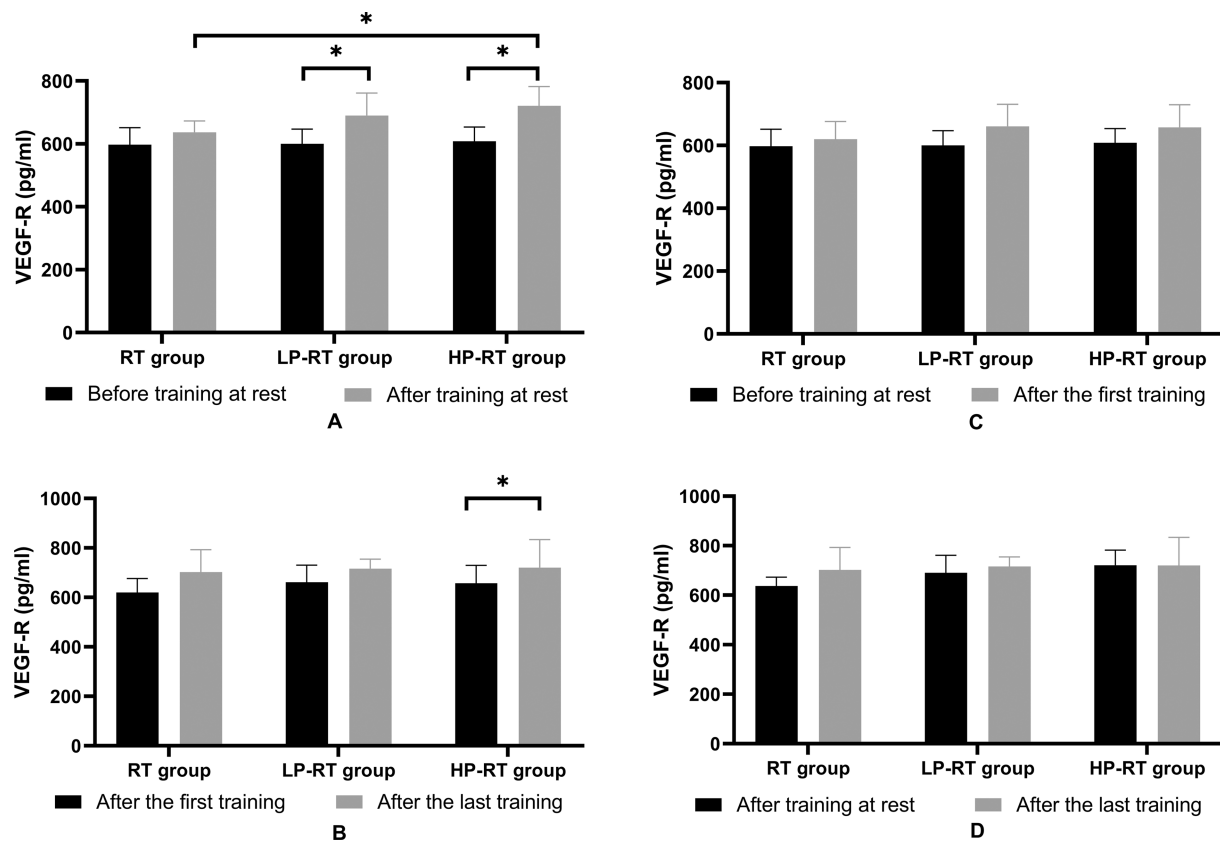 *
* *
VEGF-R (pg/ml)
800
600
400
200
0
RT group LP-RT group HP-RT group
Before training at rest After training at rest
A
VEGF-R (pg/ml)
800
600
400
200
0
RT group LP-RT group HP-RT group
Before training at rest After the first training
C
*
VEGF-R (pg/ml)
1000
800
600
400
200
0
RT group LP-RT group HP-RT group
After the first training After the last training
B
VEGF-R (pg/ml)
1000
800
600
400
200
0
RT group LP-RT group HP-RT group
After training at rest After the last training
D